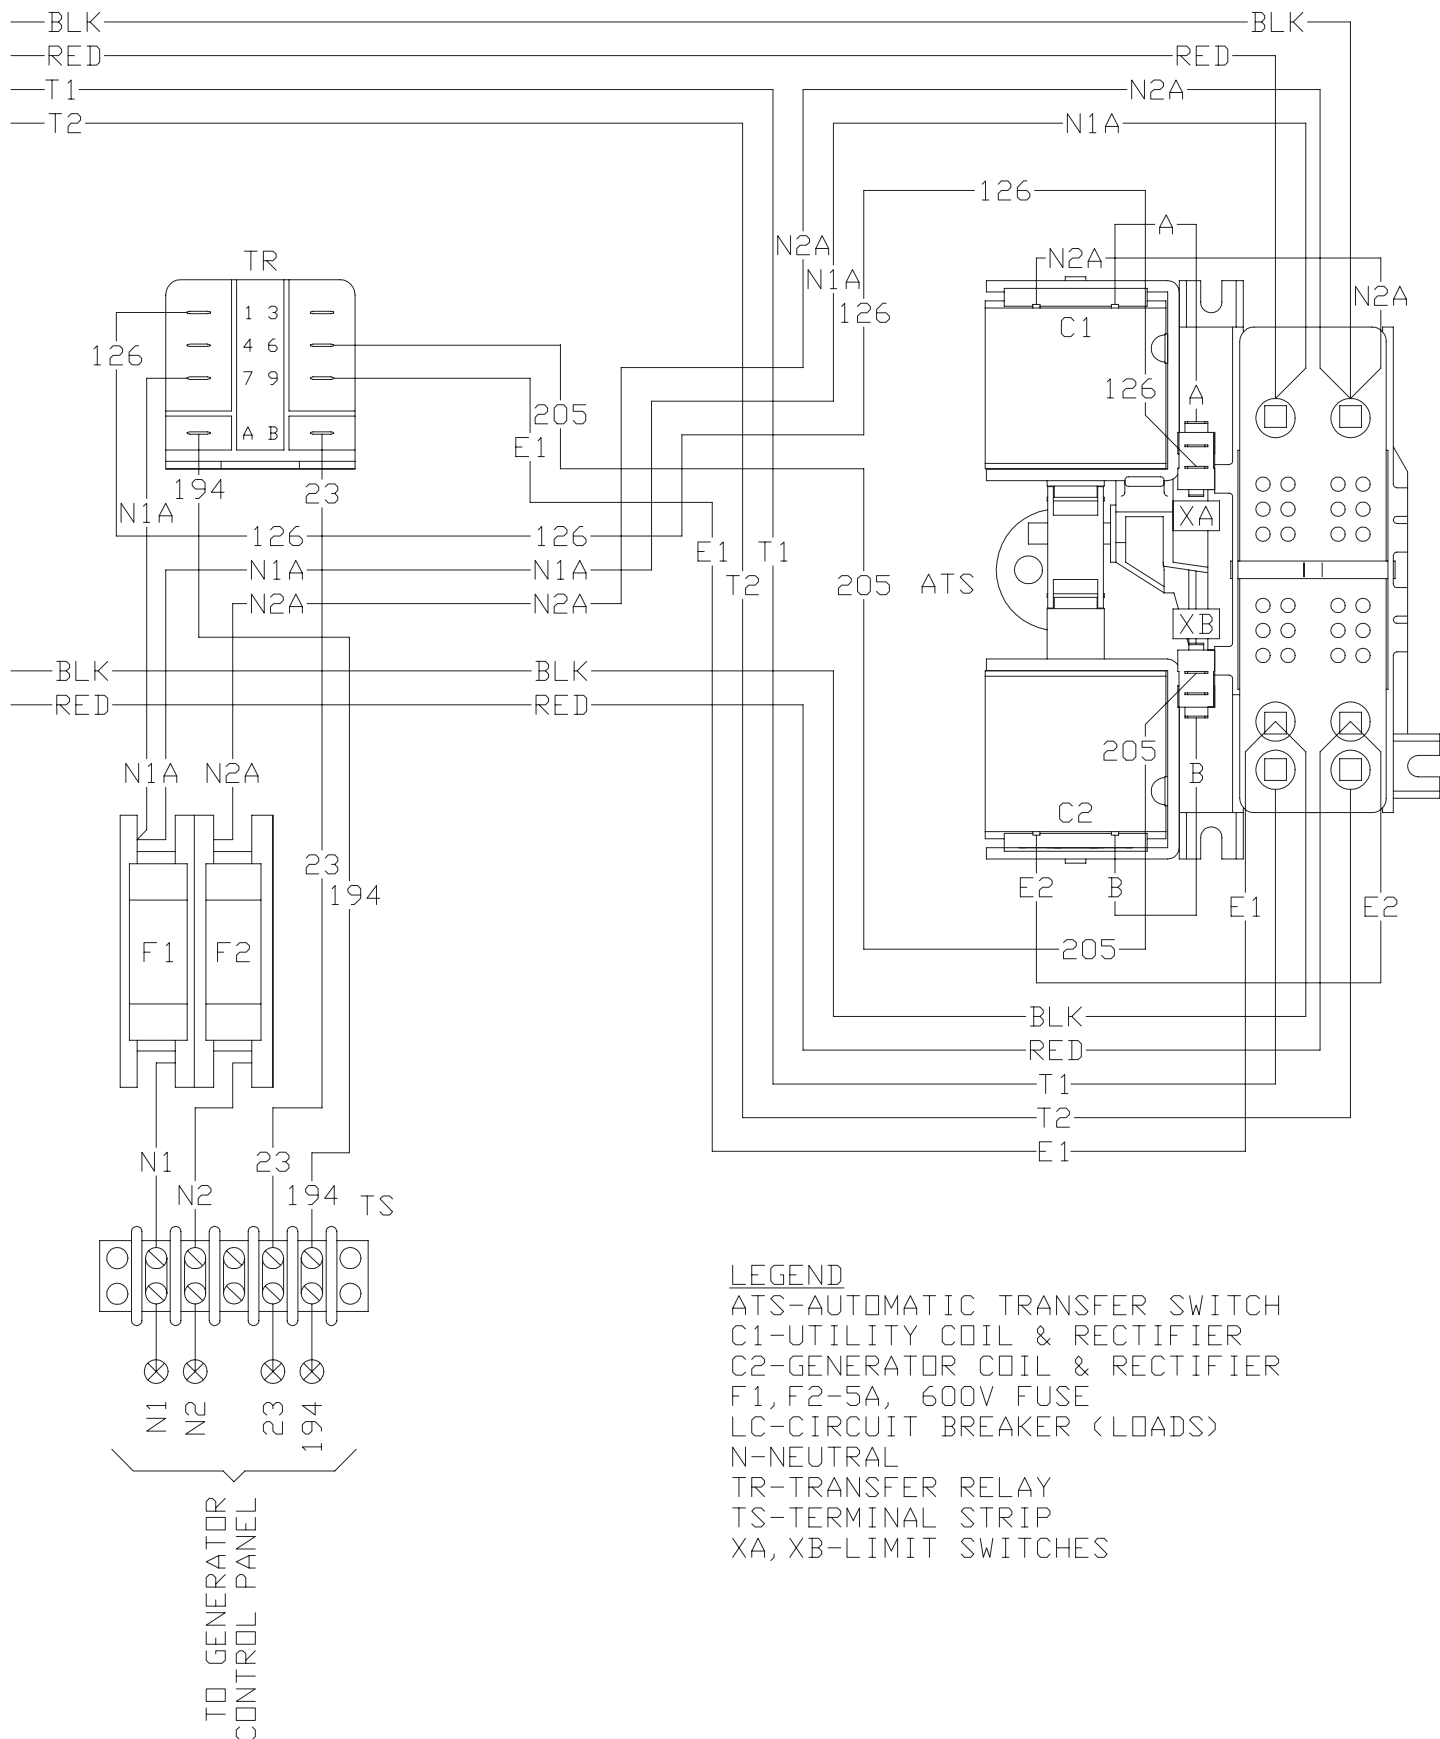 BLK BLK
RED RED
T1 N2A
T2 N1A
126
A
N2A
N2A
TR
N1A
N2A
126
1 3
C1
4 6
126
7 9
126
A
205
A B
E1
194
23
N1A
XA
126
126
E1
T1
N1A
N1A
T2
205
ATS
N2A
N2A
XB
BLK
BLK
RED
RED
205
N1A
N2A
B
C2
23
194
E2
B
E1
E2
F1
F2
205
BLK
RED
T1
T2
E1
N1
23
N2
194
TS
N1
N2
23
194
TO GENERATOR
CONTROL PANEL
LEGEND
ATS-AUTOMATIC TRANSFER SWITCH
C1-UTILITY COIL & RECTIFIER
C2-GENERATOR COIL & RECTIFIER
F1,F2-5A, 600V FUSE
LC-CIRCUIT BREAKER (LOADS)
N-NEUTRAL
TR-TRANSFER RELAY
TS-TERMINAL STRIP
XA,XB-LIMIT SWITCHES